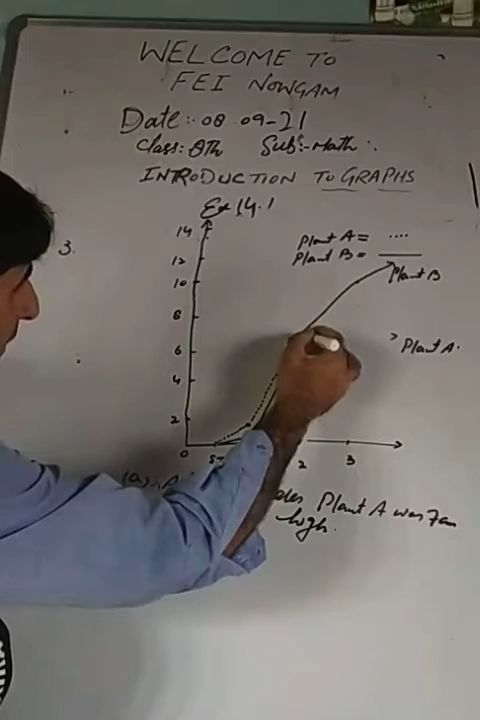 WELCOME TO
FEI NOWGAM
Date:- 08 09-21
Class: 8Th Sub:- Math :.
INTRODUCTION TO GRAPHS
Ex 14.1
3.
Plant A = ....
Plant B = ___
14
12
10
8
6
4
2
0
Plant B
Plant A.
2 3
(a)
Plant A was 7cm
high.